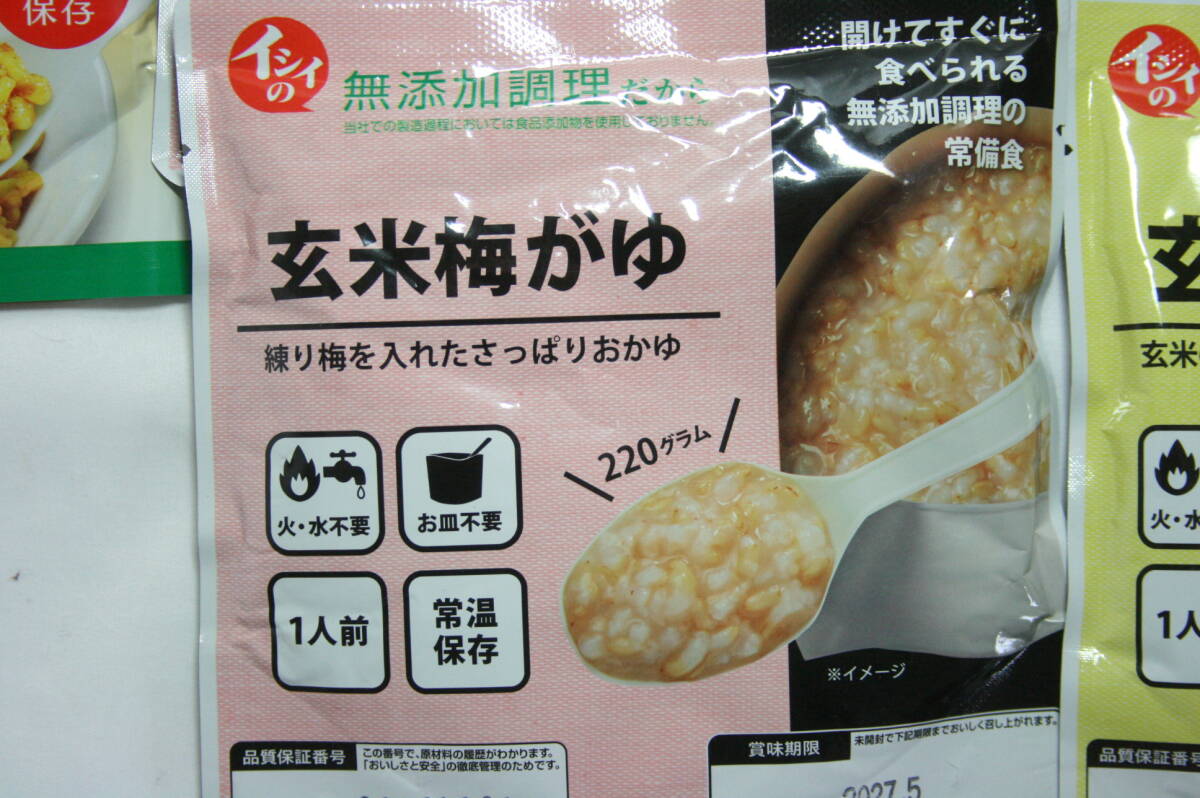 保存
イシイの
無添加調理だから
当社での製造過程においては食品添加物を使用しておりません。
開けてすぐに
食べられる
無添加調理の
常備食
玄米梅がゆ
練り梅を入れたさっぱりおかゆ
220グラム
火・水不要
お皿不要
1人前
常温
保存
※イメージ
品質保証番号
この番号で、原材料の履歴がわかります。
「おいしさと安全」の徹底管理のためです。
賞味期限
未開封で下記期限までおいしく召し上がれます。
2027.5
イシイの
玄
玄米
火・水
1人
品質保証番号